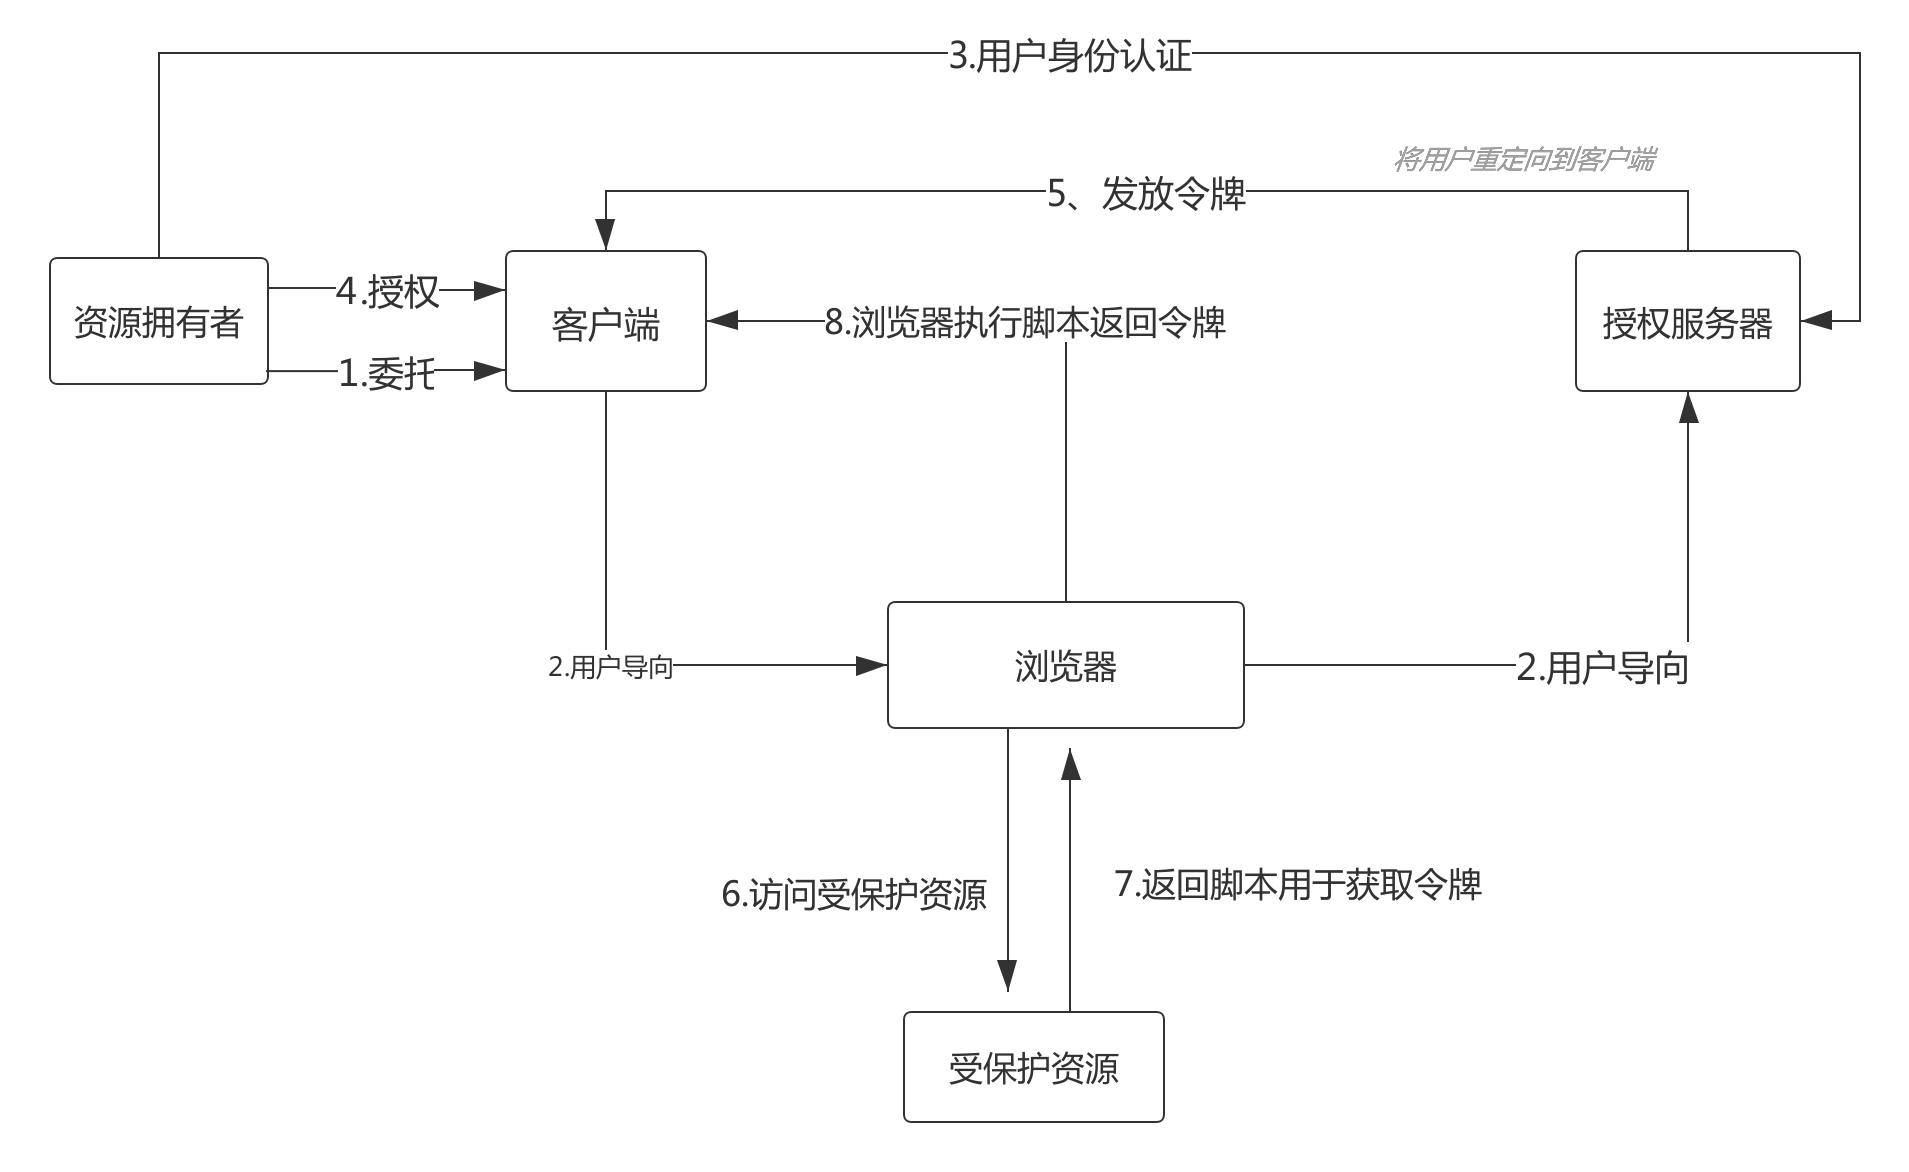 3.用户身份认证
将用户重定向到客户端
5、发放令牌
4.授权
资源拥有者
客户端
8.浏览器执行脚本返回令牌
授权服务器
1.委托
2.用户导向
浏览器
2.用户导向
6.访问受保护资源
7.返回脚本用于获取令牌
受保护资源